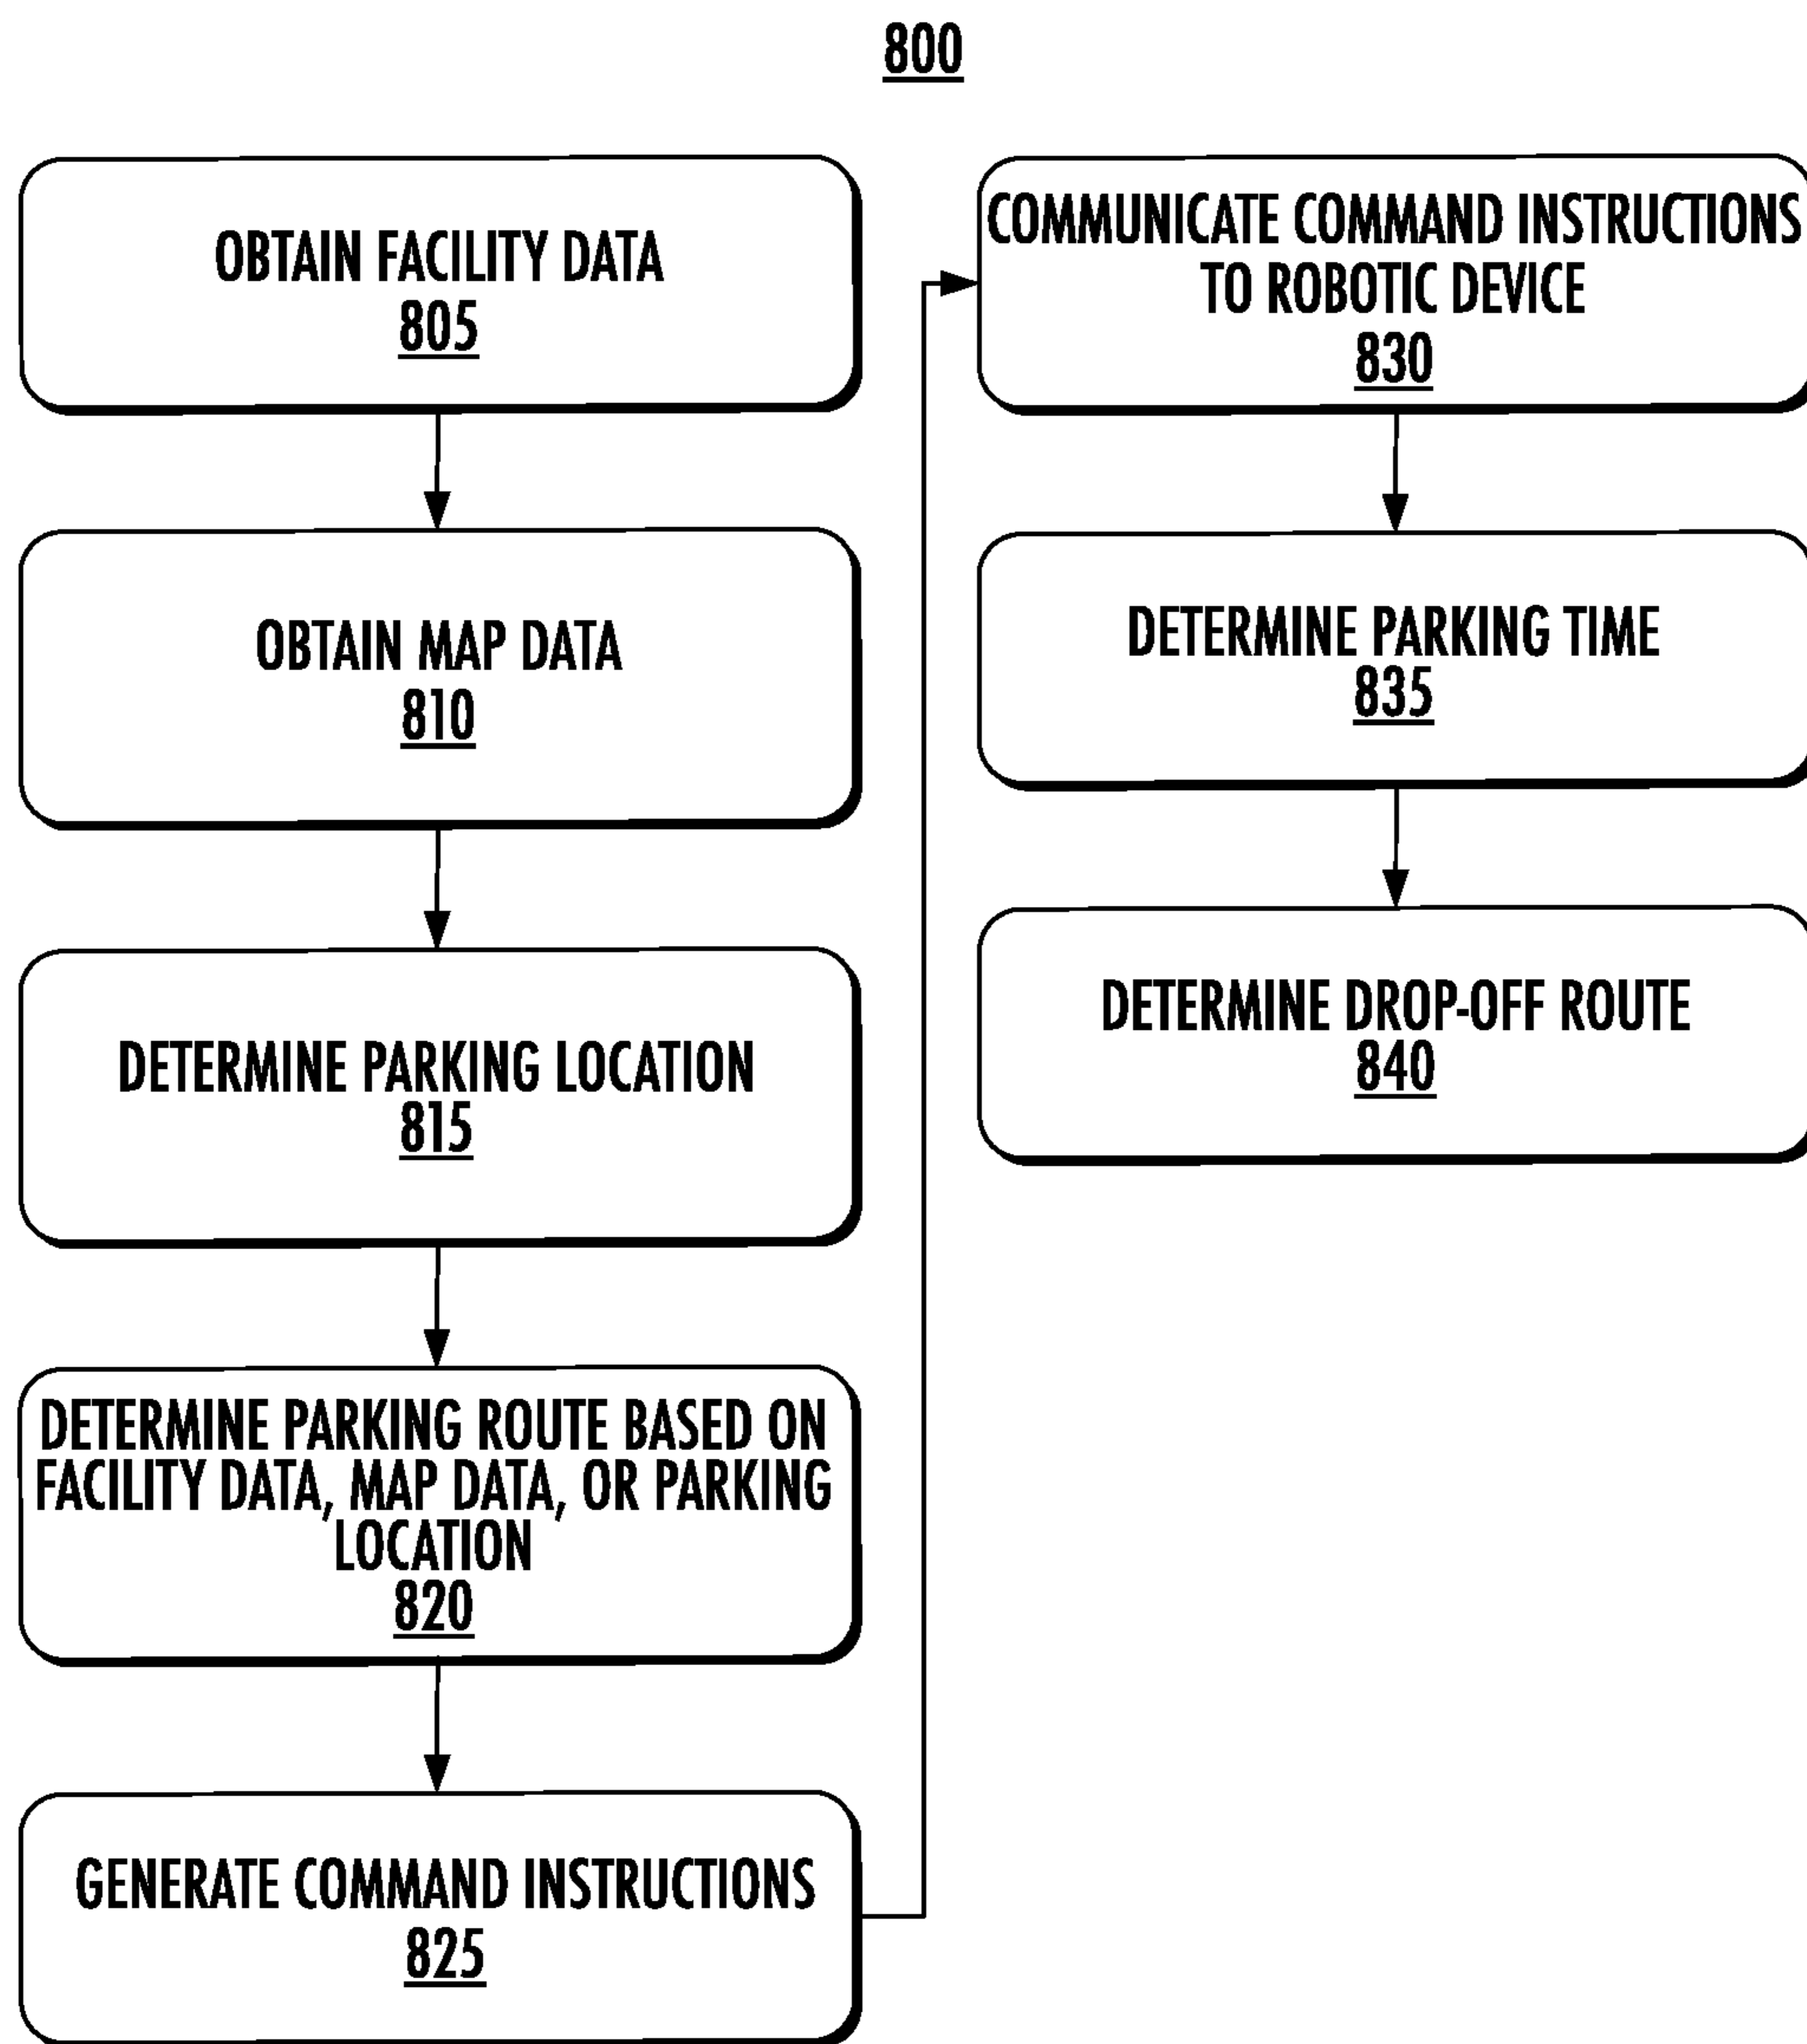 800
OBTAIN FACILITY DATA
805
OBTAIN MAP DATA
810
DETERMINE PARKING LOCATION
815
DETERMINE PARKING ROUTE BASED ON
FACILITY DATA, MAP DATA, OR PARKING
LOCATION
820
GENERATE COMMAND INSTRUCTIONS
825
COMMUNICATE COMMAND INSTRUCTIONS
TO ROBOTIC DEVICE
830
DETERMINE PARKING TIME
835
DETERMINE DROP-OFF ROUTE
840